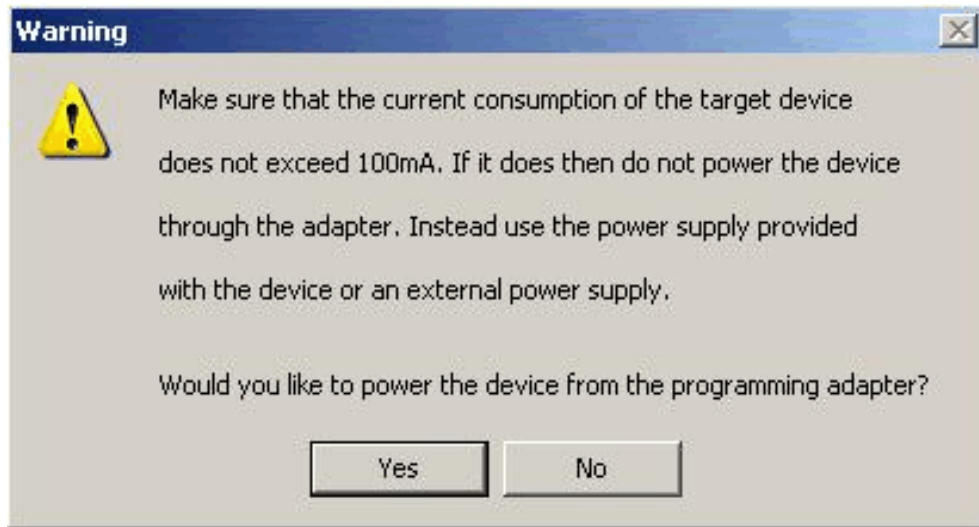 Warning
Make sure that the current consumption of the target device
does not exceed 100mA. If it does then do not power the device
through the adapter. Instead use the power supply provided
with the device or an external power supply.
Would you like to power the device from the programming adapter?
Yes No